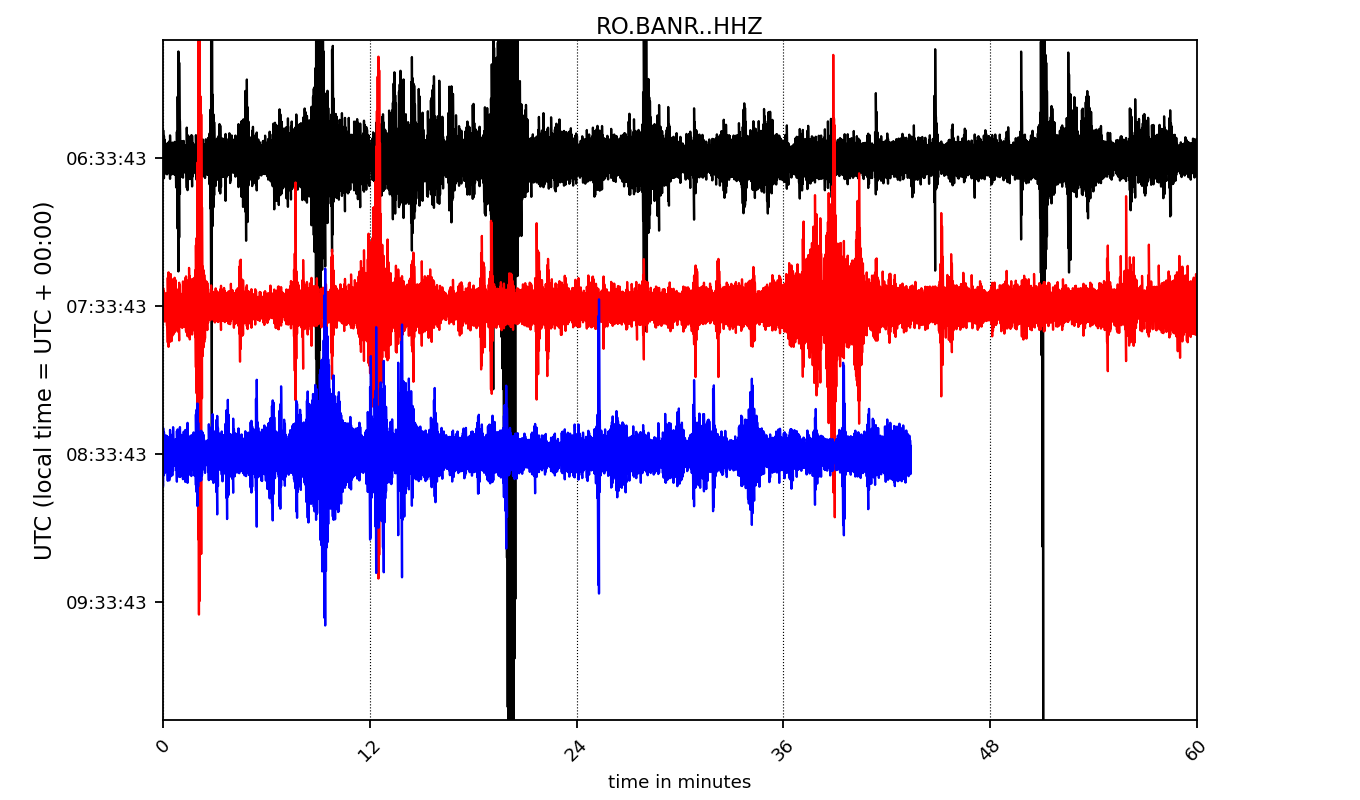 RO.BANR..HHZ
UTC (local time = UTC + 00:00)
06:33:43
07:33:43
08:33:43
09:33:43
0 12 24 36 48 60
time in minutes